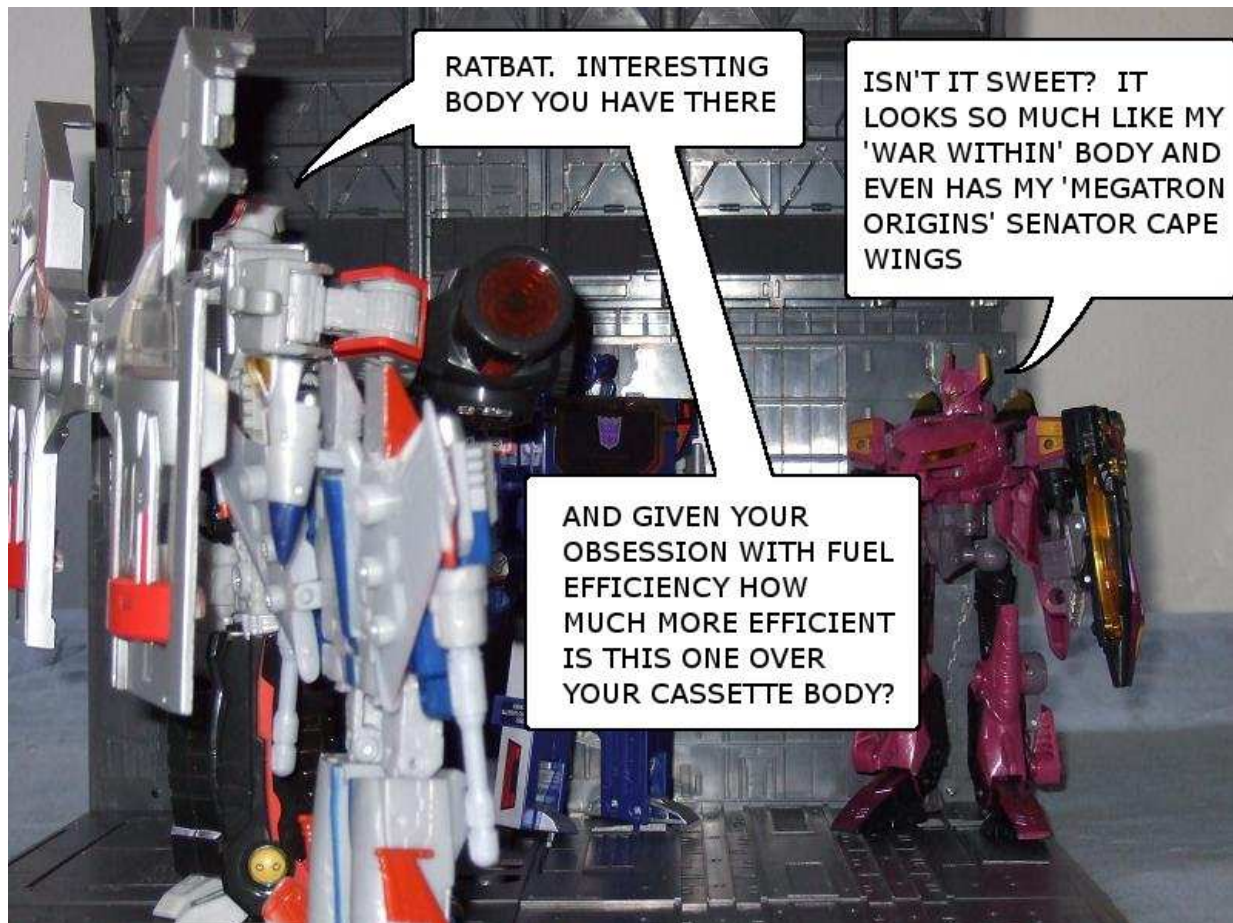 RATBAT. INTERESTING
BODY YOU HAVE THERE
ISN'T IT SWEET? IT
LOOKS SO MUCH LIKE MY
'WAR WITHIN' BODY AND
EVEN HAS MY 'MEGATRON
ORIGINS' SENATOR CAPE
WINGS
AND GIVEN YOUR
OBSESSION WITH FUEL
EFFICIENCY HOW
MUCH MORE EFFICIENT
IS THIS ONE OVER
YOUR CASSETTE BODY?